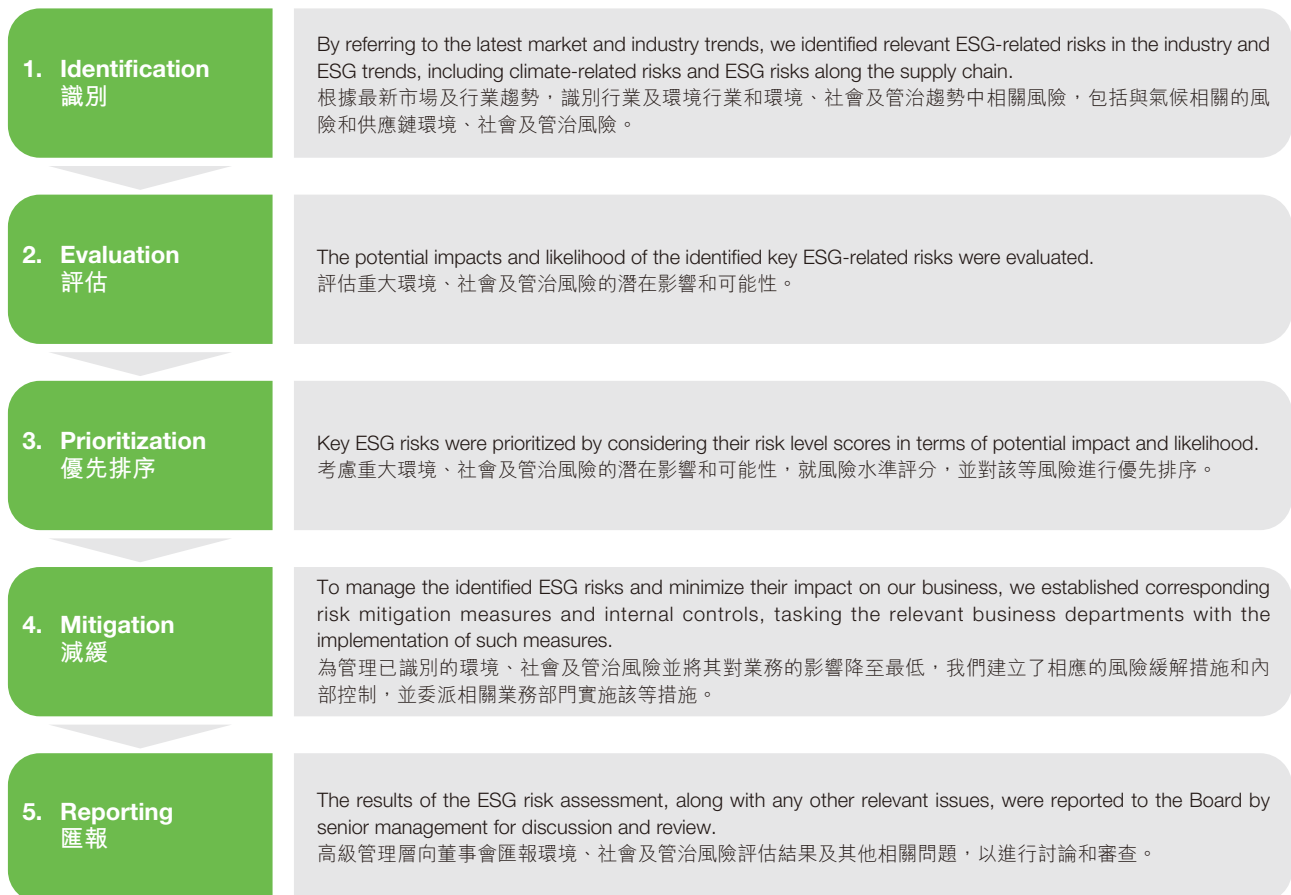 1. Identification
識別
By referring to the latest market and industry trends, we identified relevant ESG-related risks in the industry and
ESG trends, including climate-related risks and ESG risks along the supply chain.
根據最新市場及行業趨勢，識別行業及環境行業和環境、社會及管治趨勢中相關風險，包括與氣候相關的風
險和供應鏈環境、社會及管治風險。
2. Evaluation
評估
The potential impacts and likelihood of the identified key ESG-related risks were evaluated.
評估重大環境、社會及管治風險的潛在影響和可能性。
3. Prioritization
優先排序
Key ESG risks were prioritized by considering their risk level scores in terms of potential impact and likelihood.
考慮重大環境、社會及管治風險的潛在影響和可能性，就風險水準評分，並對該等風險進行優先排序。
4. Mitigation
減緩
To manage the identified ESG risks and minimize their impact on our business, we established corresponding
risk mitigation measures and internal controls, tasking the relevant business departments with the
implementation of such measures.
為管理已識別的環境、社會及管治風險並將其對業務的影響降至最低，我們建立了相應的風險緩解措施和內
部控制，並委派相關業務部門實施該等措施。
5. Reporting
匯報
The results of the ESG risk assessment, along with any other relevant issues, were reported to the Board by
senior management for discussion and review.
高級管理層向董事會匯報環境、社會及管治風險評估結果及其他相關問題，以進行討論和審查。